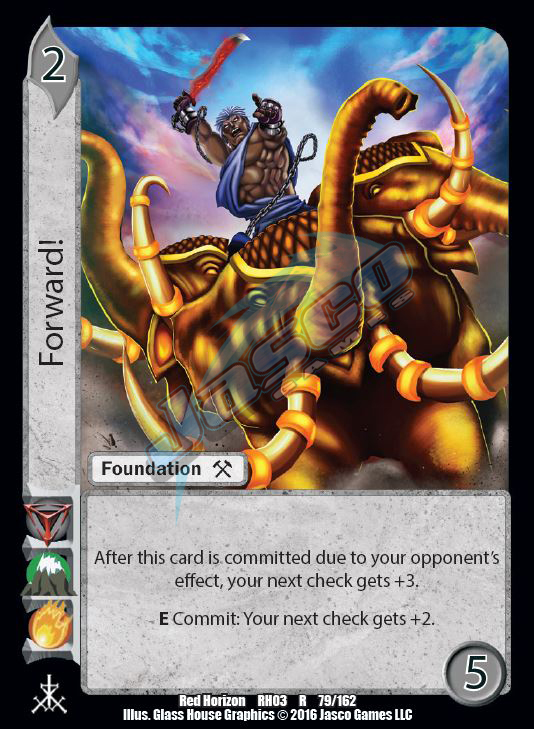 2
Forward!
JASCO
GAMES
Foundation
After this card is committed due to your opponent's
effect, your next check gets +3.
E Commit: Your next check gets +2.
5
Red Horizon RH03 R 79/162
Illus. Glass House Graphics © 2016 Jasco Games LLC